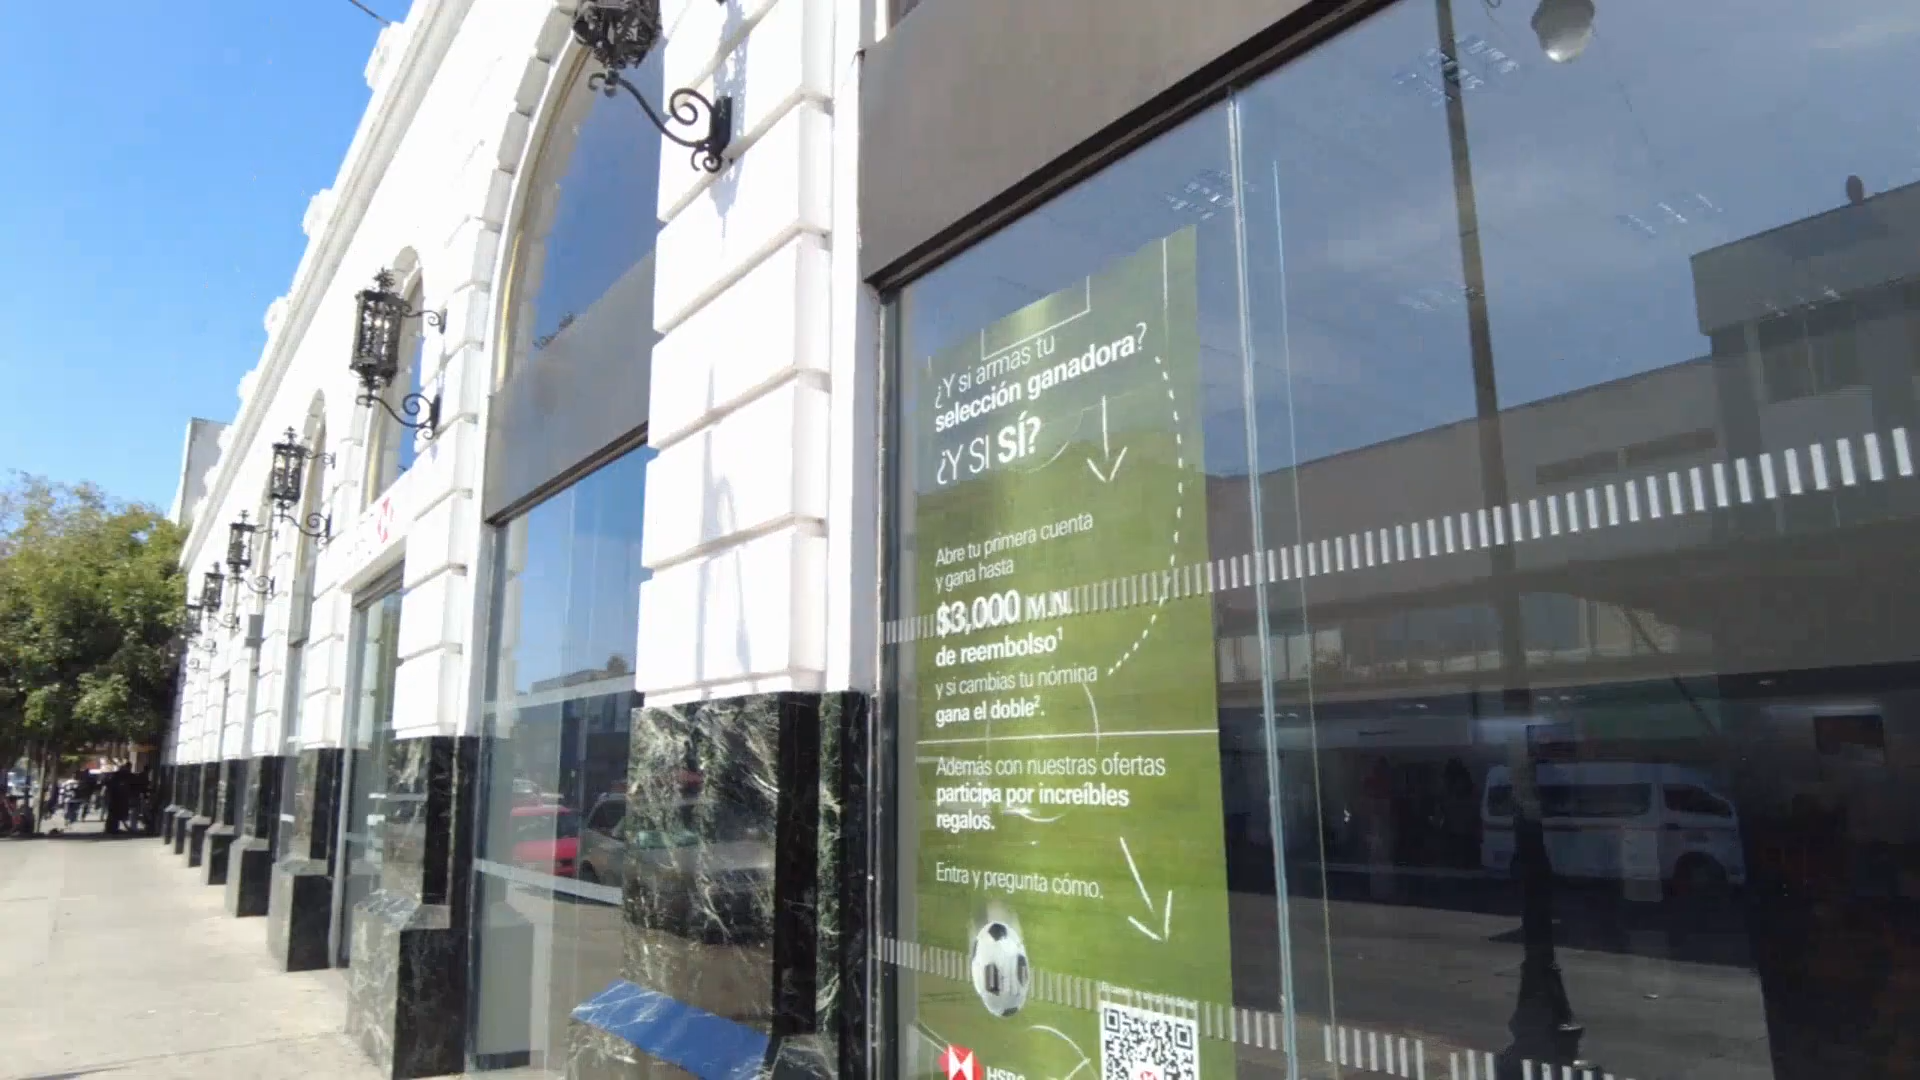 ¿Y si armas tu
selección ganadora?
¿Y SI SÍ?
Abre tu primera cuenta
y gana hasta
$3,000 M.N.
de reembolso¹
y si cambias tu nómina
gana el doble².
Además con nuestras ofertas
participa por increíbles
regalos.
Entra y pregunta cómo.
HSBC